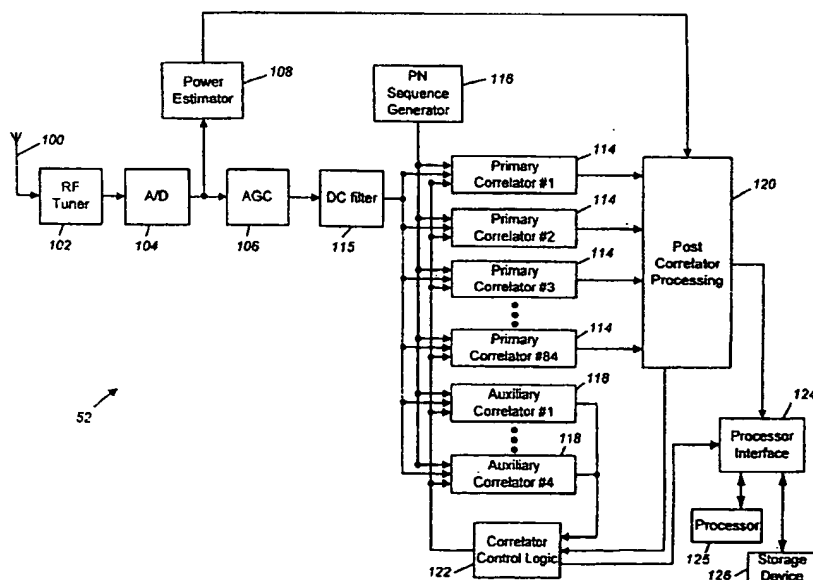 108
Power
Estimator
PN
Sequence
Generator
116
100
RF
Tuner
102
A/D
104
AGC
106
DC filter
115
114
Primary
Correlator #1
114
Primary
Correlator #2
114
Primary
Correlator #3
114
Primary
Correlator #84
118
Auxiliary
Correlator #1
118
Auxiliary
Correlator #4
120
Post
Correlator
Processing
52
124
Processor
Interface
Correlator
Control Logic
122
Processor
125
Storage
Device
126